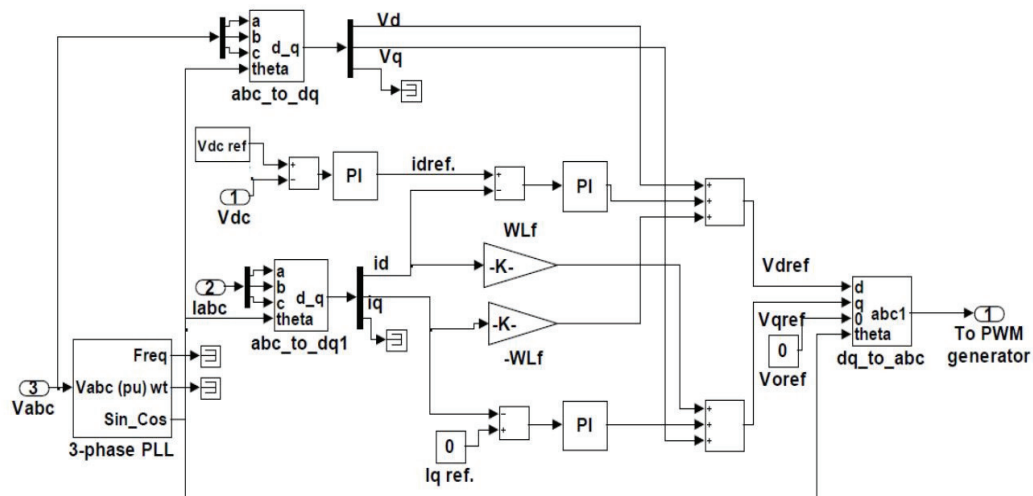 a
b
c
theta
d_q
abc_to_dq
Vd
Vq
Vdc ref
+
−
1
Vdc
PI
idref.
+
−
PI
+
+
+
WLf
-K-
-K-
-WLf
2
Iabc
a
b
c
theta
d_q
abc_to_dq1
id
iq
3
Vabc
Freq
Vabc (pu) wt
Sin_Cos
3-phase PLL
−
+
0
Iq ref.
PI
+
+
+
Vdref
Vqref
0
Voref
d
q
0
theta
abc1
dq_to_abc
1
To PWM
generator